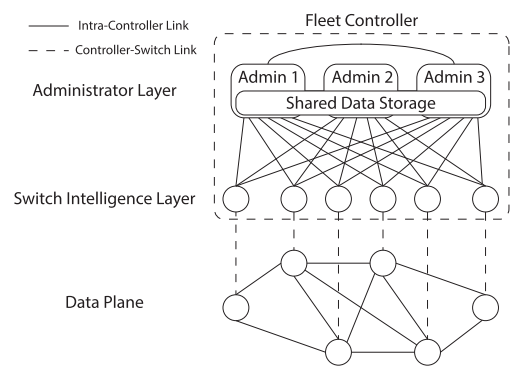 Fleet Controller
Intra-Controller Link
Controller-Switch Link
Administrator Layer
Admin 1
Admin 2
Admin 3
Shared Data Storage
Switch Intelligence Layer
Data Plane